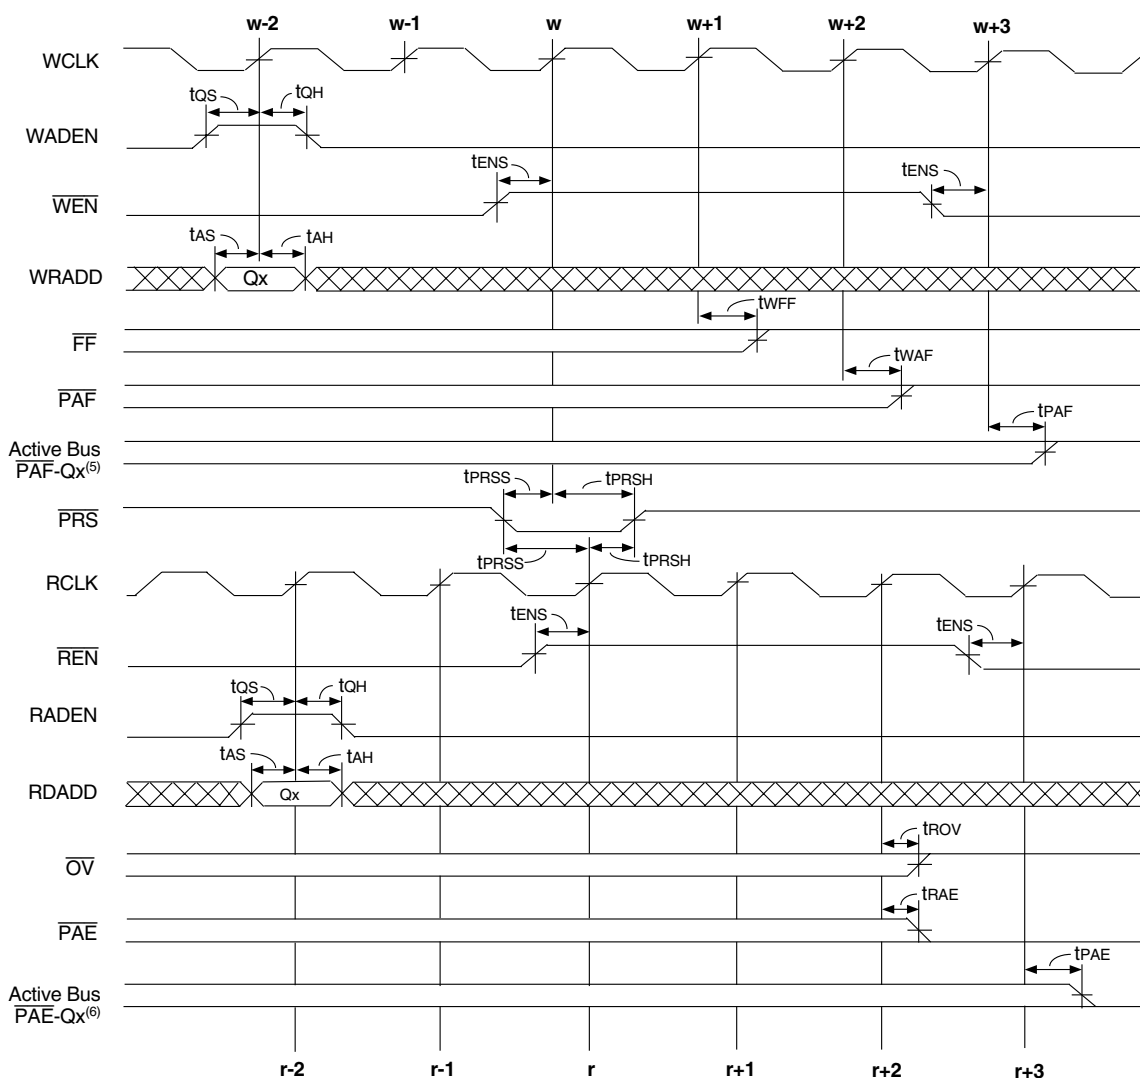 w-2 w-1 w w+1 w+2 w+3
WCLK
tQS tQH
WADEN
tENS tENS
WEN
tAS tAH
WRADD Qx
tWFF
FF
tWAF
PAF
tPAF
Active Bus
PAF-Qx(5)
tPRSS tPRSH
PRS
tPRSS tPRSH
RCLK
tENS tENS
REN
tQS tQH
RADEN
tAS tAH
RDADD Qx
tROV
OV
tRAE
PAE
tPAE
Active Bus
PAE-Qx(6)
r-2 r-1 r r+1 r+2 r+3